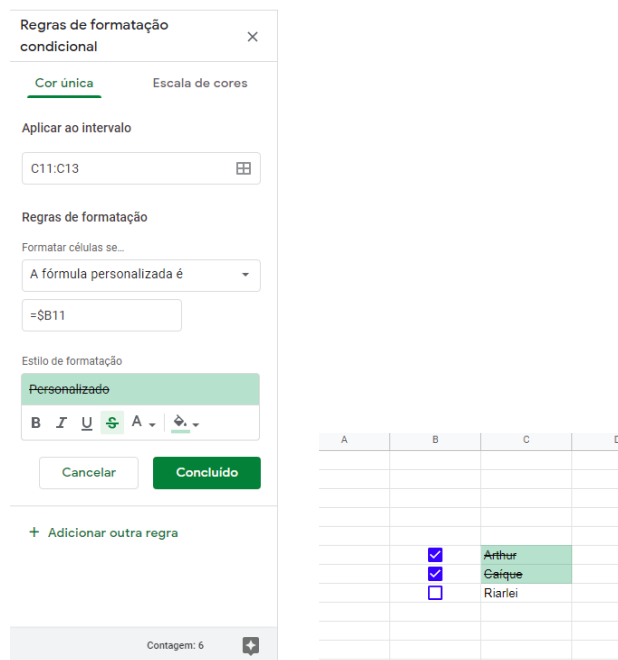 Regras de formatação
condicional
Cor única
Escala de cores
Aplicar ao intervalo
C11:C13
Regras de formatação
Formatar células se…
A fórmula personalizada é
=$B11
Estilo de formatação
Personalizado
B I U S A
Cancelar
Concluído
+ Adicionar outra regra
Contagem: 6
A B C D
Arthur
Caíque
Riarlei